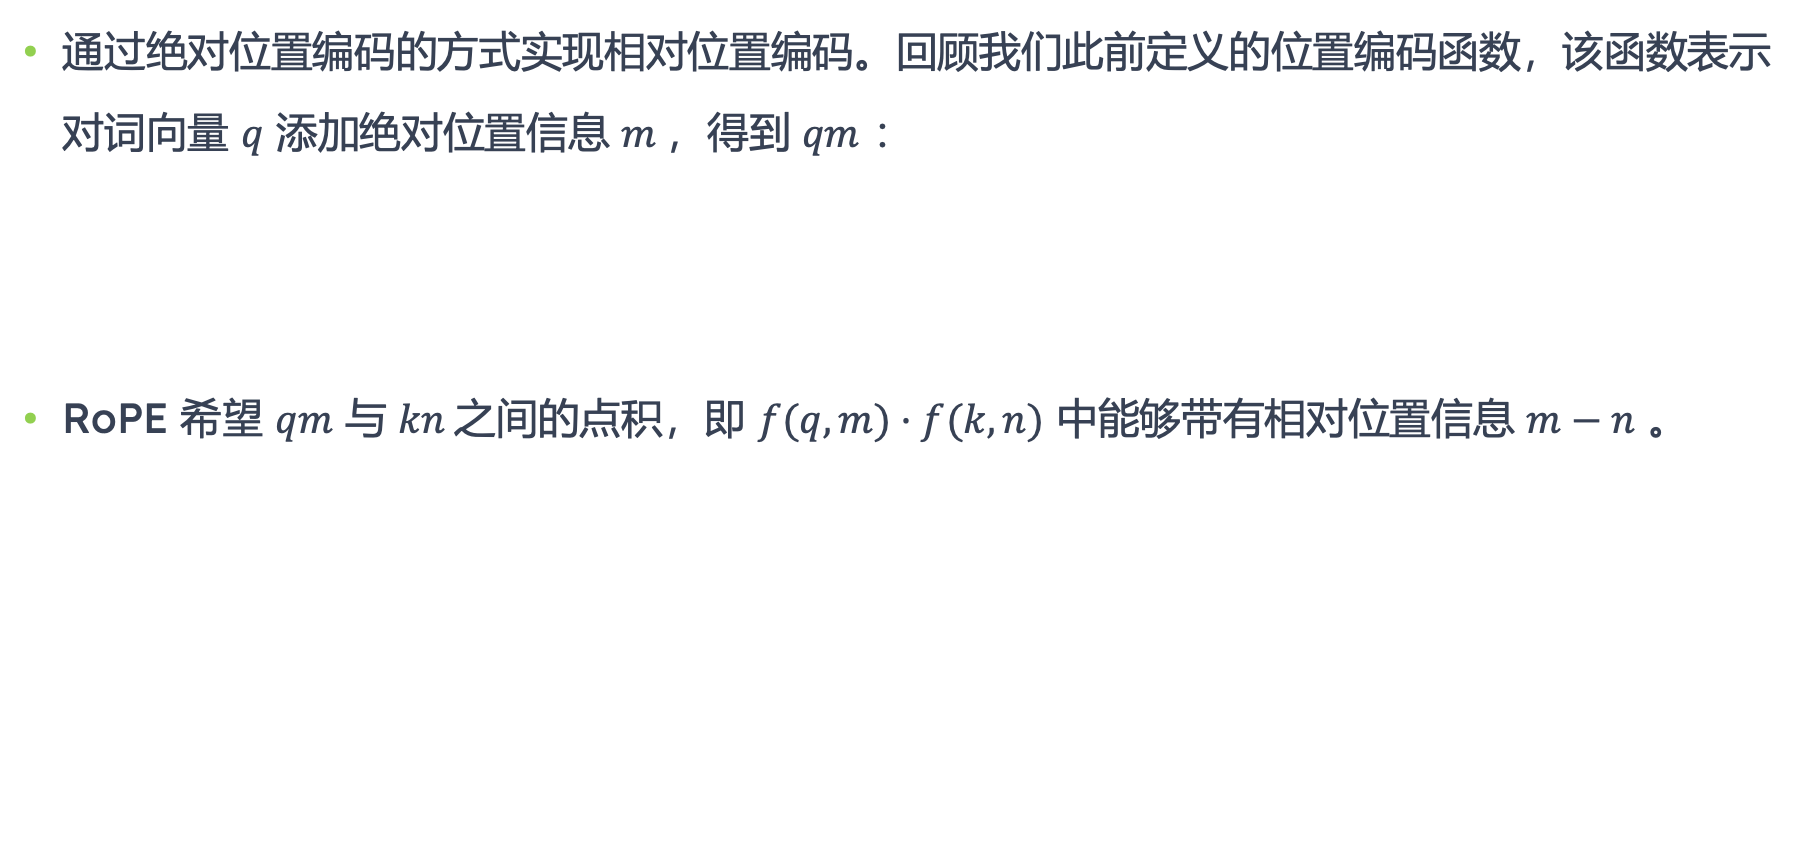 • 通过绝对位置编码的方式实现相对位置编码。回顾我们此前定义的位置编码函数，该函数表示
对词向量 q 添加绝对位置信息 m ，得到 qm ：
• RoPE 希望 qm 与 kn 之间的点积，即 f(q,m)·f(k,n) 中能够带有相对位置信息 m − n 。